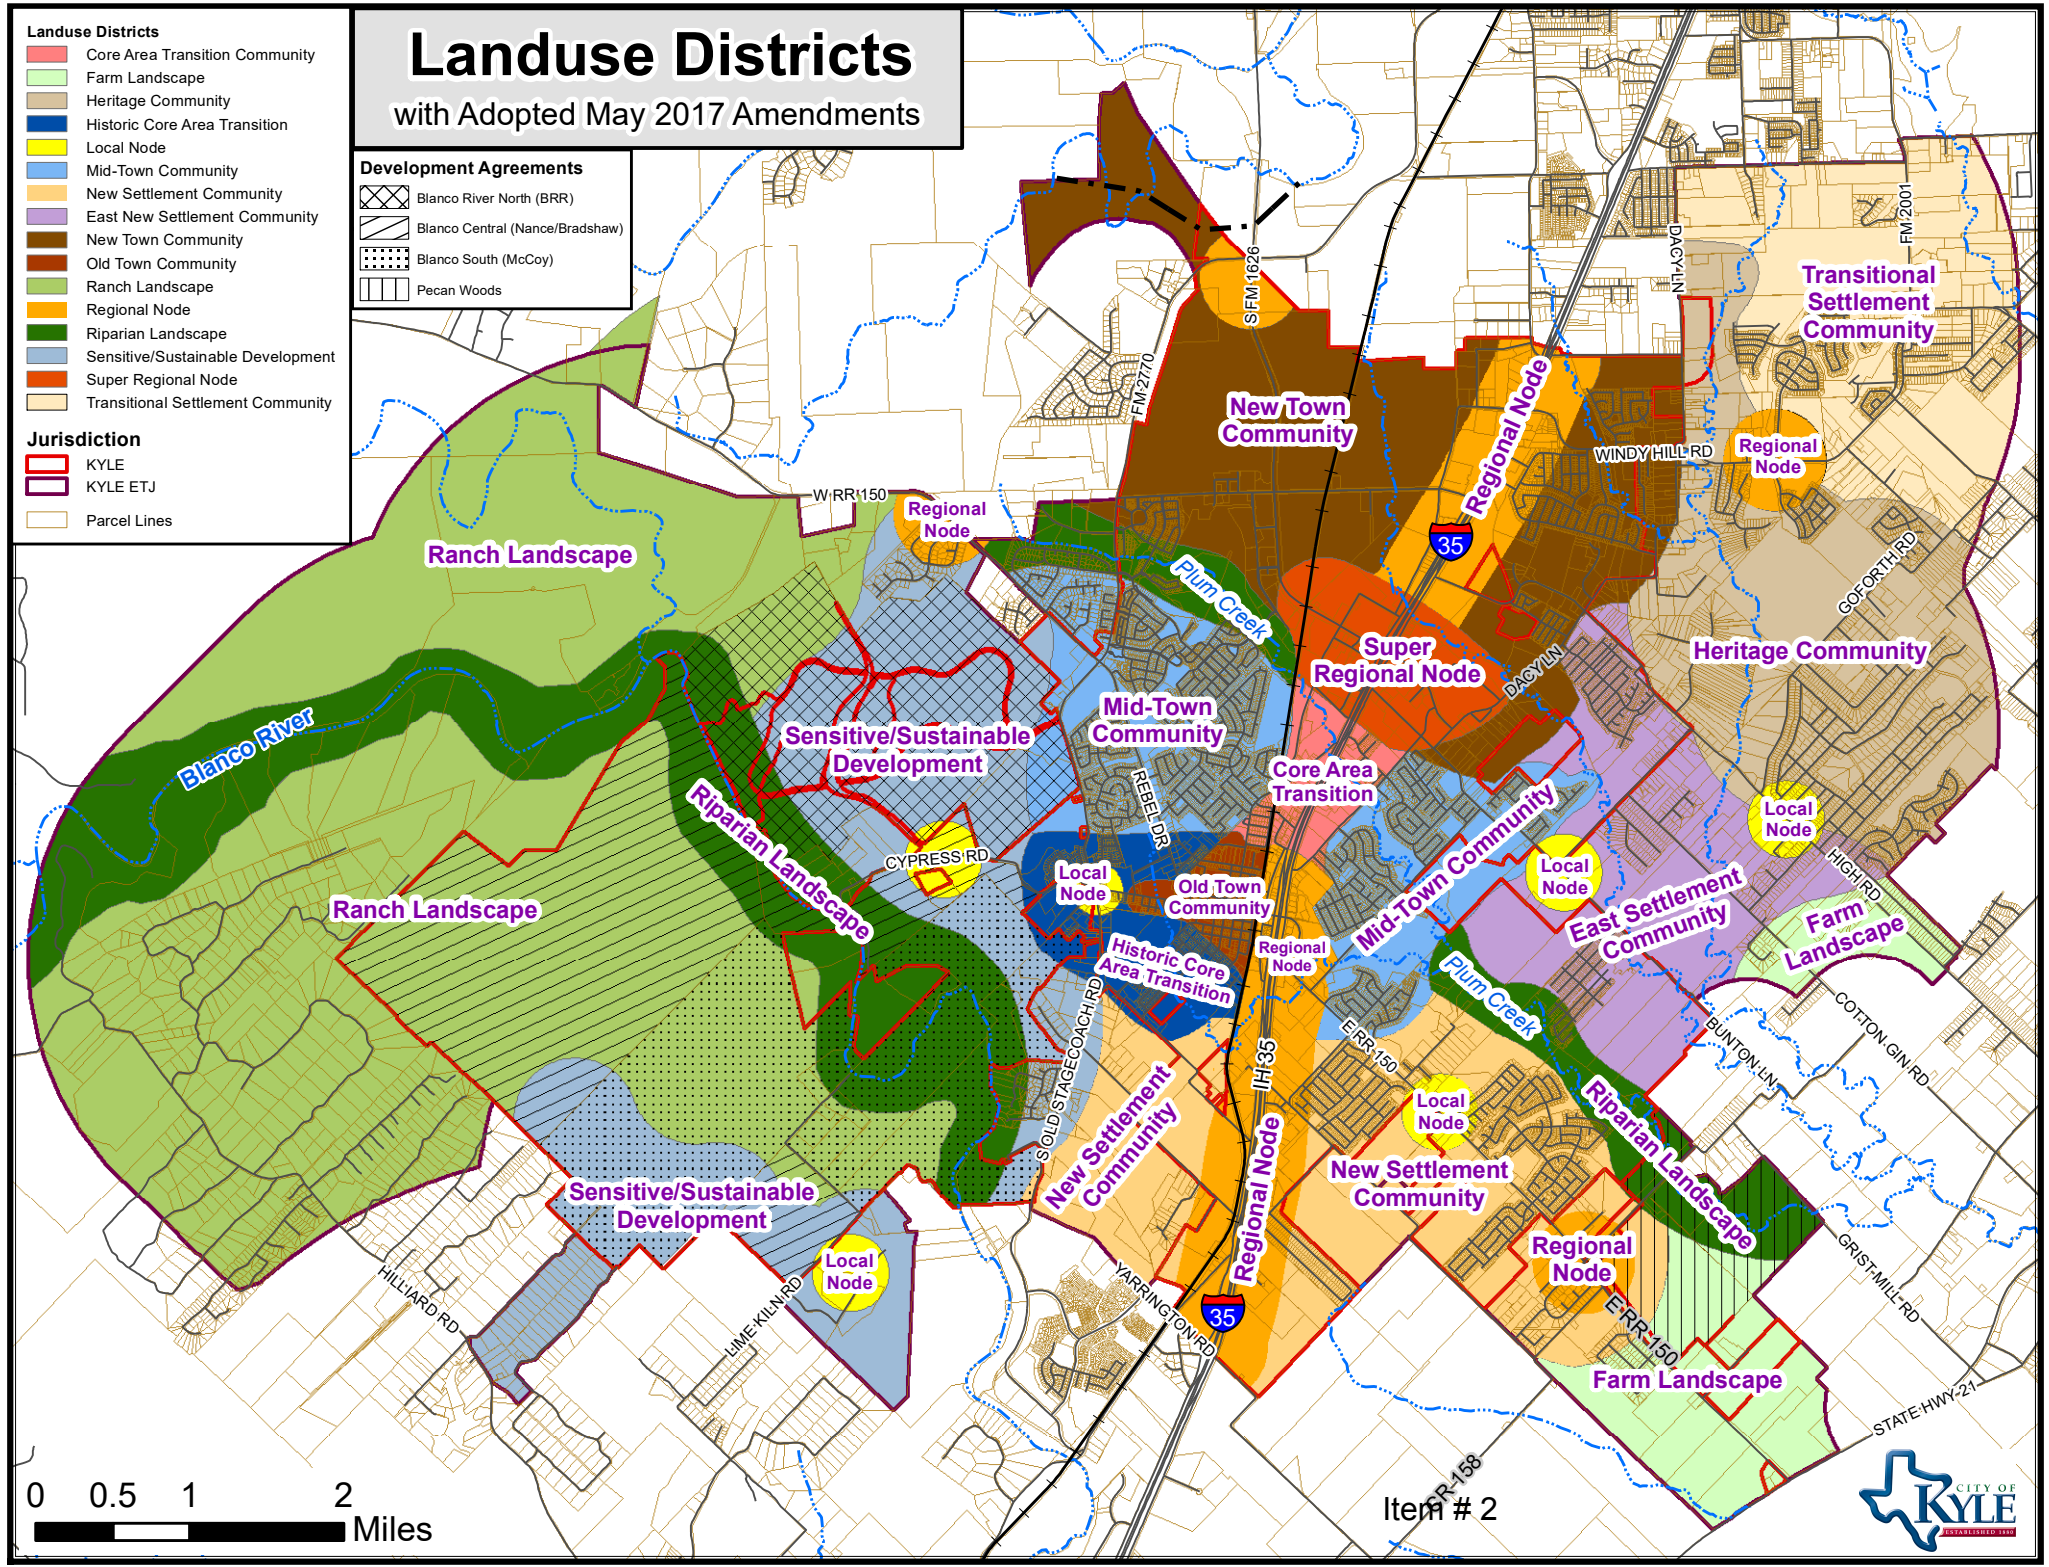 Landuse Districts
with Adopted May 2017 Amendments
Landuse Districts
Core Area Transition Community
Farm Landscape
Heritage Community
Historic Core Area Transition
Local Node
Mid-Town Community
New Settlement Community
East New Settlement Community
New Town Community
Old Town Community
Ranch Landscape
Regional Node
Riparian Landscape
Sensitive/Sustainable Development
Super Regional Node
Transitional Settlement Community
Jurisdiction
KYLE
KYLE ETJ
Parcel Lines
Development Agreements
Blanco River North (BRR)
Blanco Central (Nance/Bradshaw)
Blanco South (McCoy)
Pecan Woods
S FM 1626
FM 2770
DACY LN
FM 2001
Transitional
Settlement
Community
New Town
Community
Regional Node
WINDY HILL RD
Regional
Node
W RR 150
Regional
Node
35
Ranch Landscape
Plum Creek
GOFORTH RD
Super
Regional Node
DACY LN
Heritage Community
Blanco River
Sensitive/Sustainable
Development
Mid-Town
Community
Core Area
Transition
REBEL DR
Riparian Landscape
CYPRESS RD
Local
Node
Old Town
Community
Mid-Town Community
Local
Node
Local
Node
HIGH RD
Ranch Landscape
Historic Core
Area Transition
Regional
Node
East Settlement
Community
Farm
Landscape
Plum Creek
COTTON GIN RD
BUNTON LN
E RR 150
IH 35
SOLD STAGECOACH RD
New Settlement
Community
Local
Node
Riparian Landscape
New Settlement
Community
Regional Node
Sensitive/Sustainable
Development
Local
Node
Regional
Node
HILLIARD RD
LIME KILN RD
YARRINGTON RD
35
GRIST MILL RD
E RR 150
Farm Landscape
STATE HWY 21
CR 158
Item # 2
0 0.5 1 2
Miles
CITY OF
KYLE
ESTABLISHED 1880